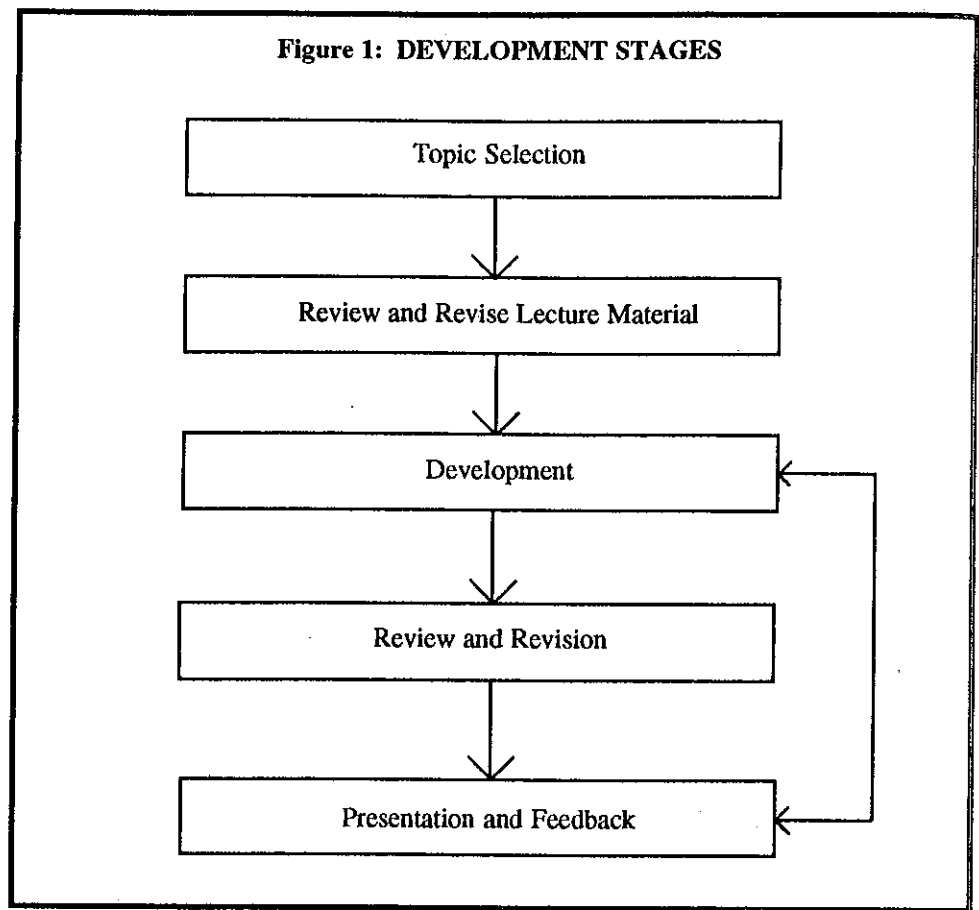 Figure 1: DEVELOPMENT STAGES
Topic Selection
Review and Revise Lecture Material
Development
Review and Revision
Presentation and Feedback